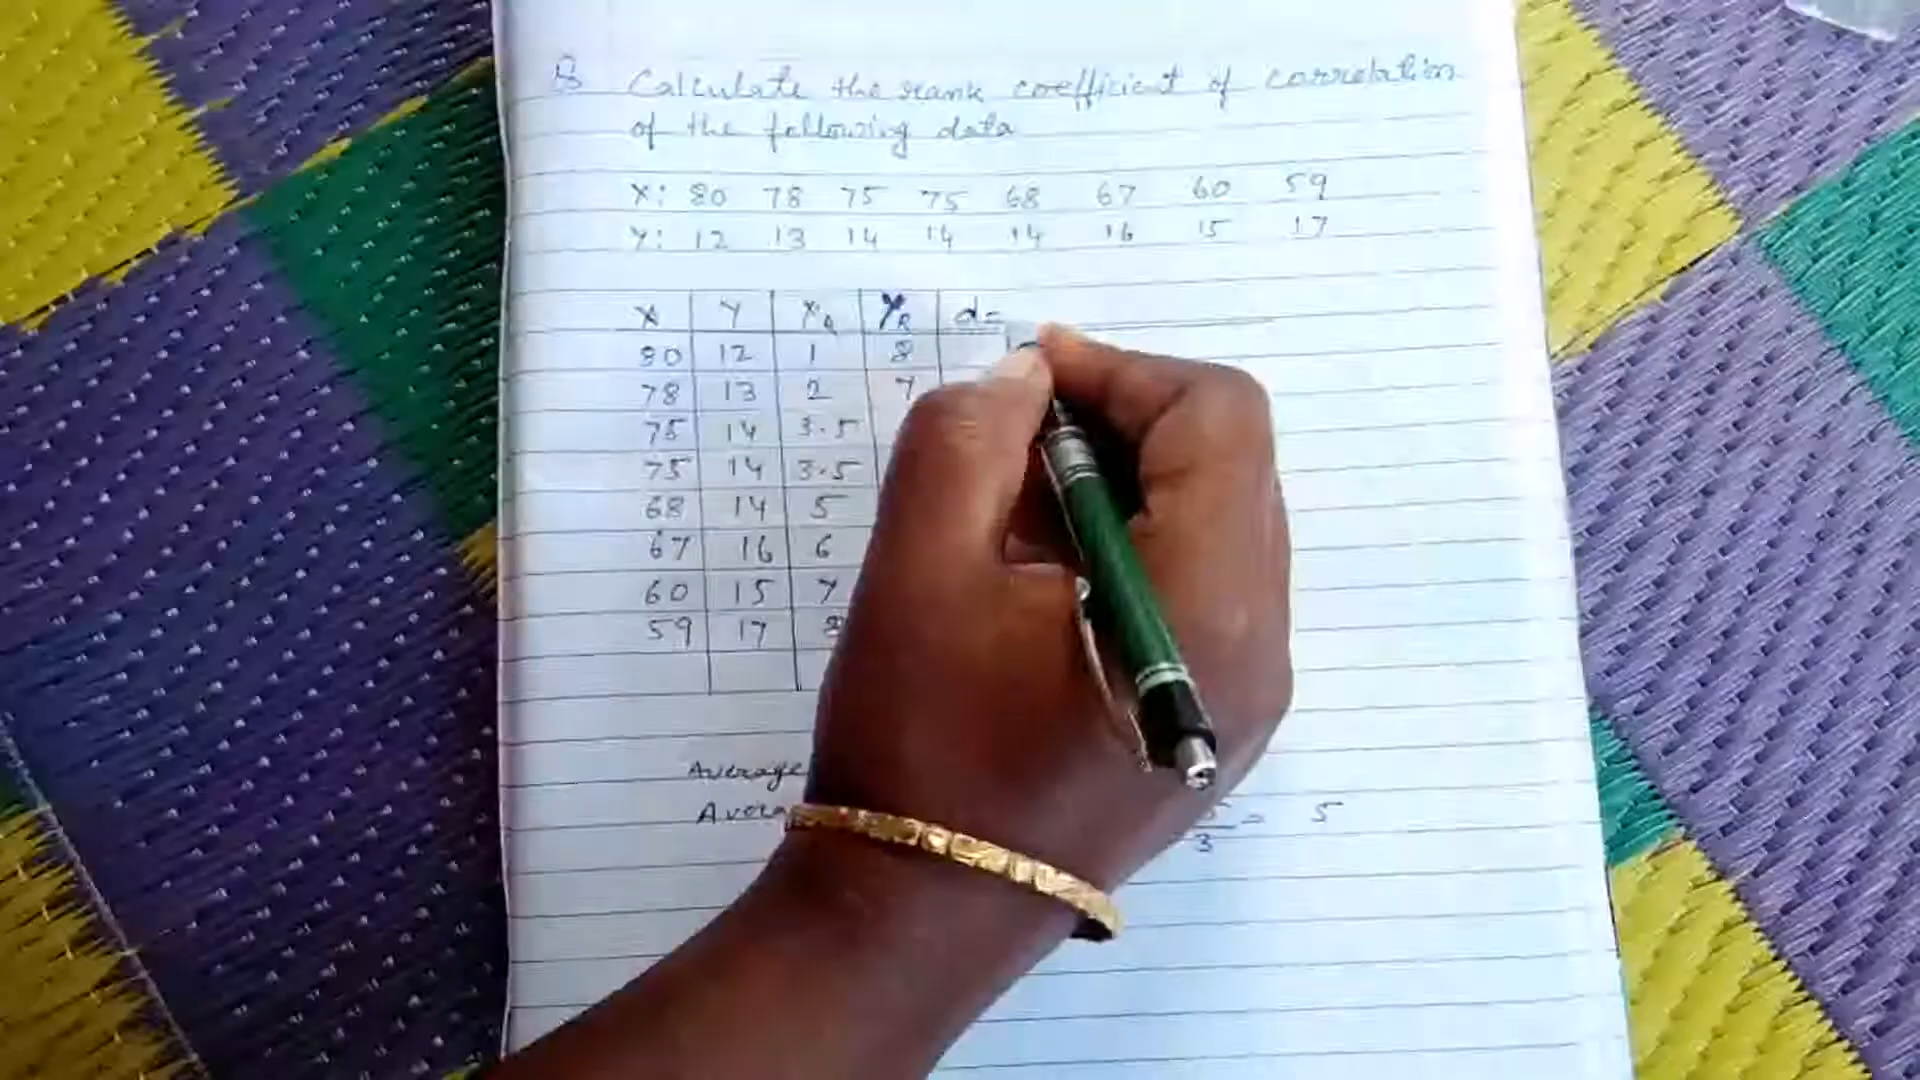 Calculate the rank coefficient of correlation
of the following data
X: 80 78 75 75 68 67 60 59
Y: 12 13 14 14 14 16 15 17
X Y X_R Y_R d=
80 12 1 8
78 13 2 7
75 14 3.5
75 14 3.5
68 14 5
67 16 6
60 15 7
59 17 8
Average
= 5
3